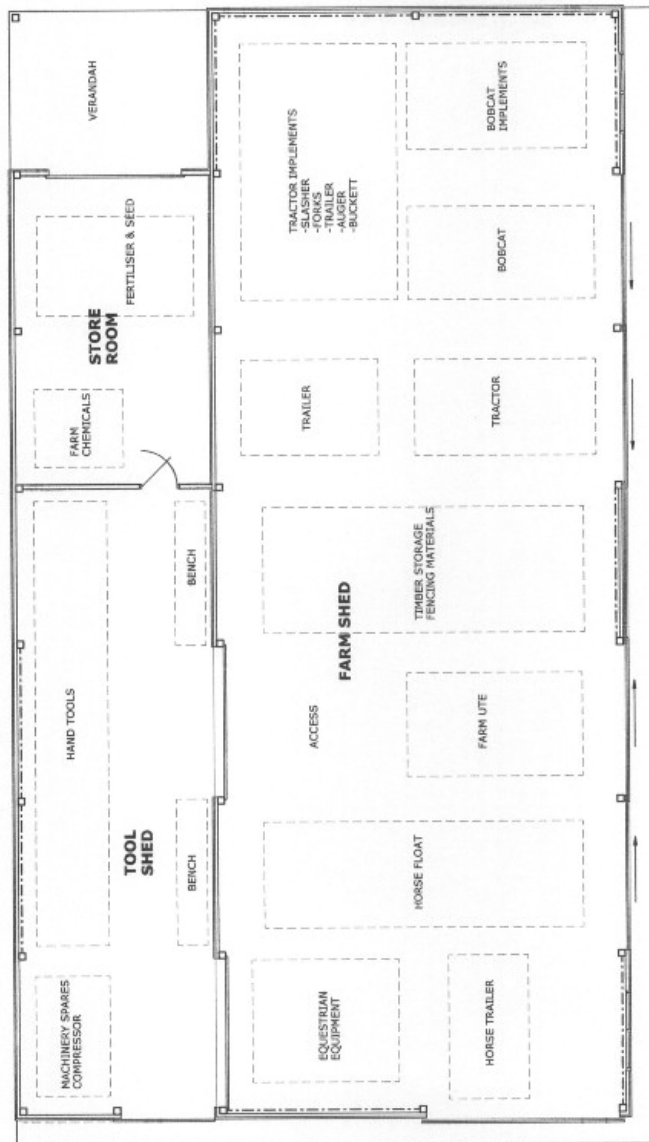 VERANDAH
FERTILISER & SEED
STORE
ROOM
FARM
CHEMICALS
HAND TOOLS
BENCH
TOOL
SHED
BENCH
MACHINERY SPARES
COMPRESSOR
TRACTOR IMPLEMENTS
-SLASHER
-FORKS
-TRAILER
-AUGER
-BUCKETT
BOBCAT
IMPLEMENTS
BOBCAT
TRAILER
TRACTOR
TIMBER STORAGE
FENCING MATERIALS
FARM SHED
ACCESS
FARM UTE
HORSE FLOAT
EQUESTRIAN
EQUIPMENT
HORSE TRAILER